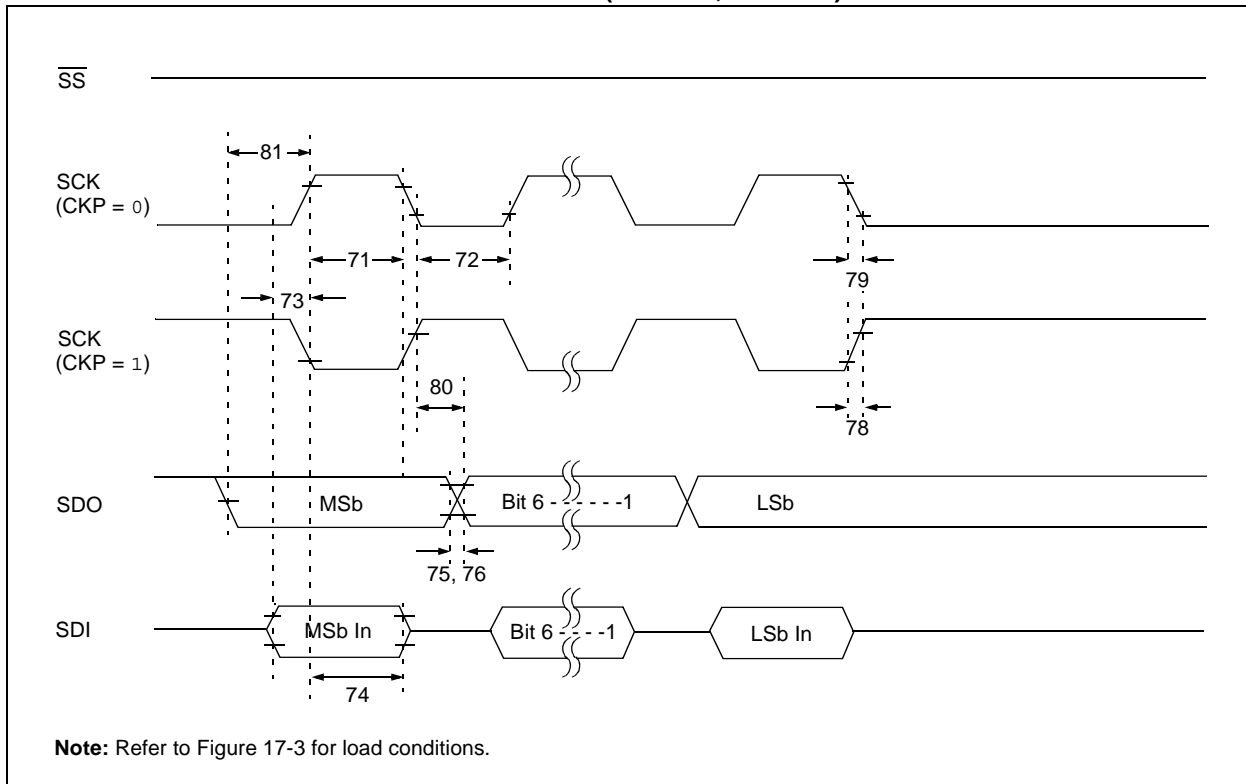 SS
81
SCK
(CKP = 0)
71
72
79
73
SCK
(CKP = 1)
80
78
SDO
MSb
Bit 6 - - - - - -1
LSb
75, 76
SDI
MSb In
Bit 6 - - - - -1
LSb In
74
Note: Refer to Figure 17-3 for load conditions.